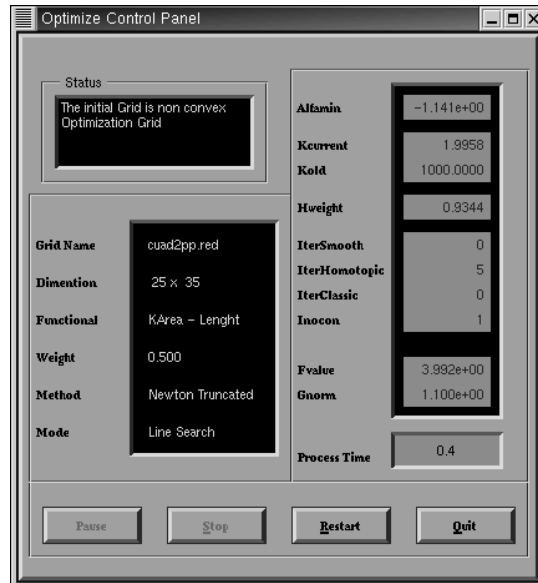 Optimize Control Panel
Status
The initial Grid is non convex
Optimization Grid
Grid Name cuad2pp.red
Dimention 25 x 35
Functional KArea - Lenght
Weight 0.500
Method Newton Truncated
Mode Line Search
Alfamin -1.141e+00
Kcurrent 1.9958
Kold 1000.0000
Hweight 0.9344
IterSmooth 0
IterHomotopic 5
IterClassic 0
Inocon 1
Fvalue 3.992e+00
Gnorm 1.100e+00
Process Time 0.4
Pause Stop Restart Quit